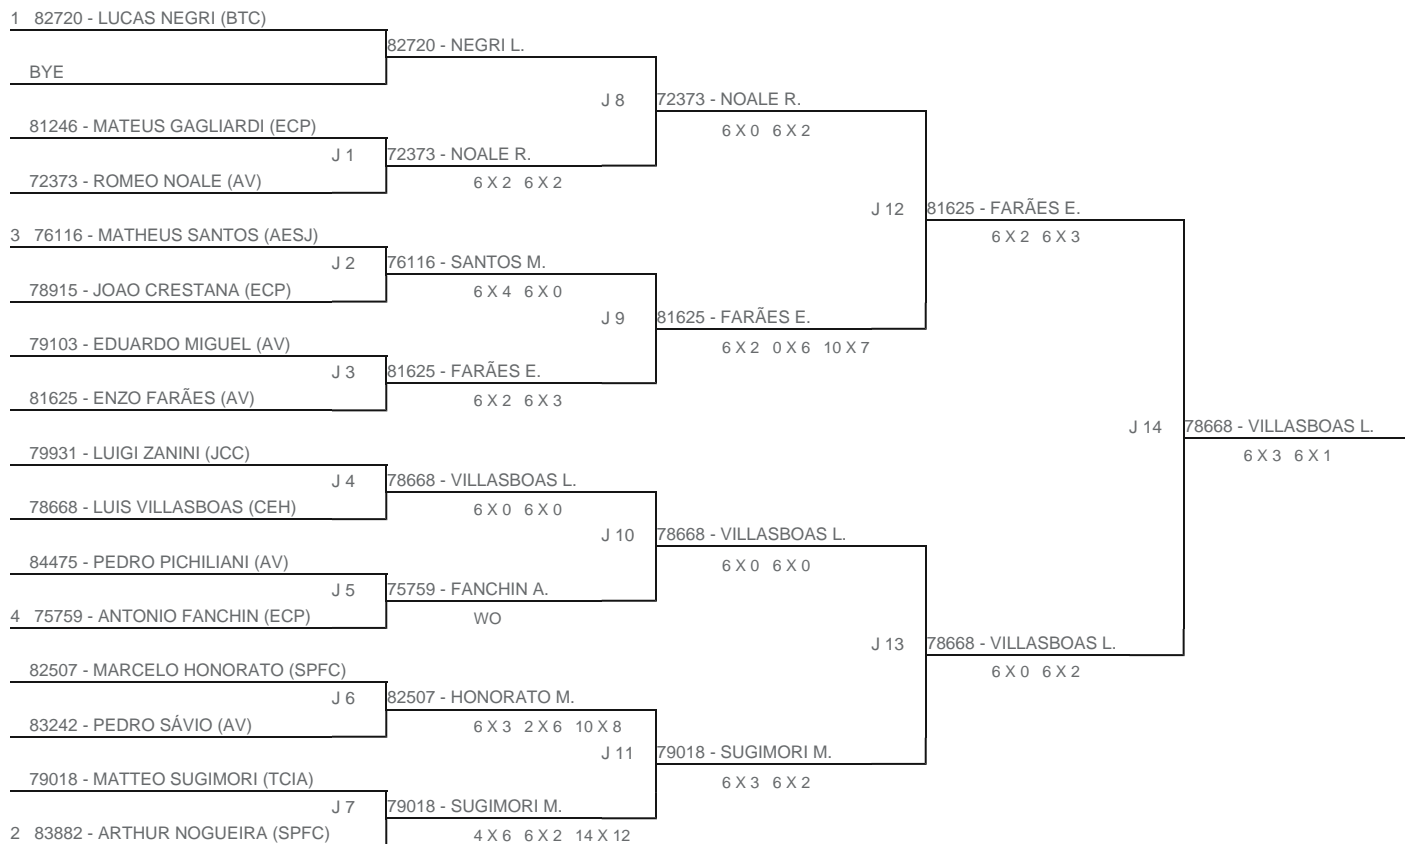 1 82720 - LUCAS NEGRI (BTC)
82720 - NEGRI L.
BYE
J 8
72373 - NOALE R.
81246 - MATEUS GAGLIARDI (ECP)
6 X 0 6 X 2
J 1
72373 - NOALE R.
72373 - ROMEO NOALE (AV)
6 X 2 6 X 2
J 12
81625 - FARÃES E.
3 76116 - MATHEUS SANTOS (AESJ)
6 X 2 6 X 3
J 2
76116 - SANTOS M.
78915 - JOAO CRESTANA (ECP)
6 X 4 6 X 0
J 9
81625 - FARÃES E.
79103 - EDUARDO MIGUEL (AV)
6 X 2 0 X 6 10 X 7
J 3
81625 - FARÃES E.
81625 - ENZO FARÃES (AV)
6 X 2 6 X 3
J 14
78668 - VILLASBOAS L.
79931 - LUIGI ZANINI (JCC)
6 X 3 6 X 1
J 4
78668 - VILLASBOAS L.
78668 - LUIS VILLASBOAS (CEH)
6 X 0 6 X 0
J 10
78668 - VILLASBOAS L.
84475 - PEDRO PICHILIANI (AV)
6 X 0 6 X 0
J 5
75759 - FANCHIN A.
4 75759 - ANTONIO FANCHIN (ECP)
WO
J 13
78668 - VILLASBOAS L.
82507 - MARCELO HONORATO (SPFC)
6 X 0 6 X 2
J 6
82507 - HONORATO M.
83242 - PEDRO SÁVIO (AV)
6 X 3 2 X 6 10 X 8
J 11
79018 - SUGIMORI M.
79018 - MATTEO SUGIMORI (TCIA)
6 X 3 6 X 2
J 7
79018 - SUGIMORI M.
2 83882 - ARTHUR NOGUEIRA (SPFC)
4 X 6 6 X 2 14 X 12